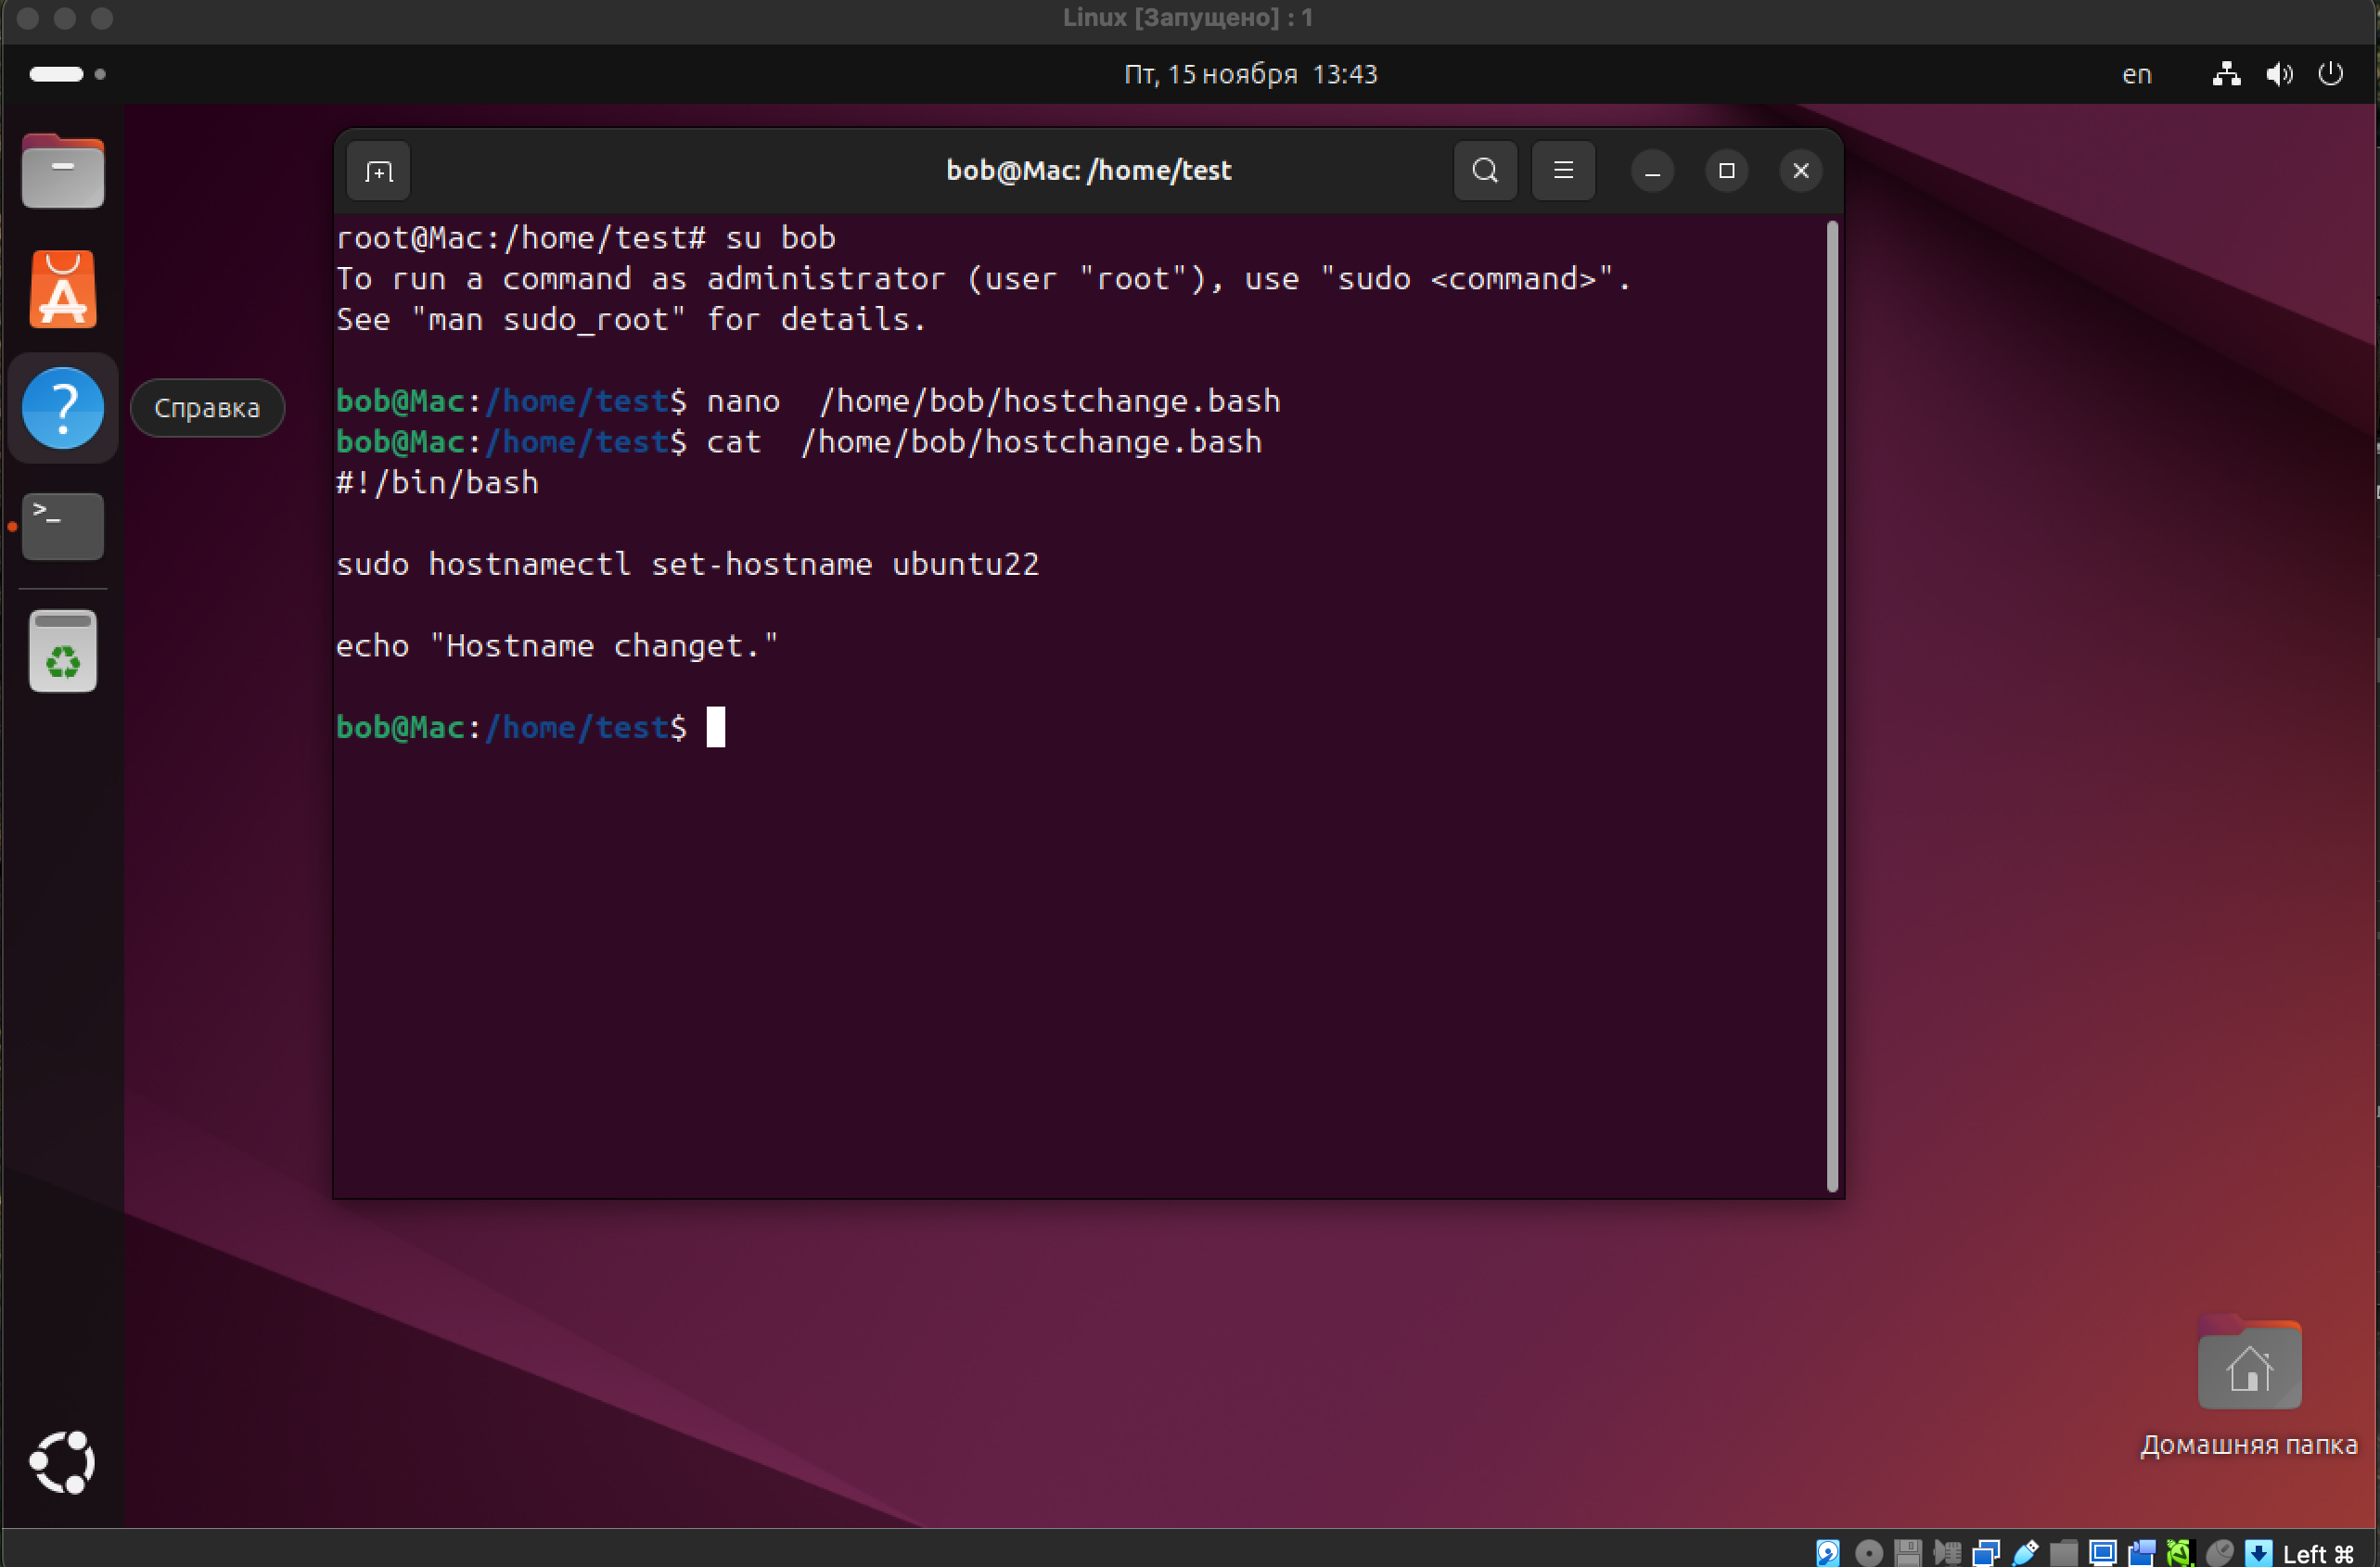 Linux [Запущено] : 1
Пт, 15 ноября 13:43
en
bob@Mac: /home/test
root@Mac:/home/test# su bob
To run a command as administrator (user "root"), use "sudo <command>".
See "man sudo_root" for details.
bob@Mac:/home/test$ nano  /home/bob/hostchange.bash
Справка
bob@Mac:/home/test$ cat  /home/bob/hostchange.bash
#!/bin/bash
sudo hostnamectl set-hostname ubuntu22
echo "Hostname changet."
bob@Mac:/home/test$
Домашняя папка
Left ⌘